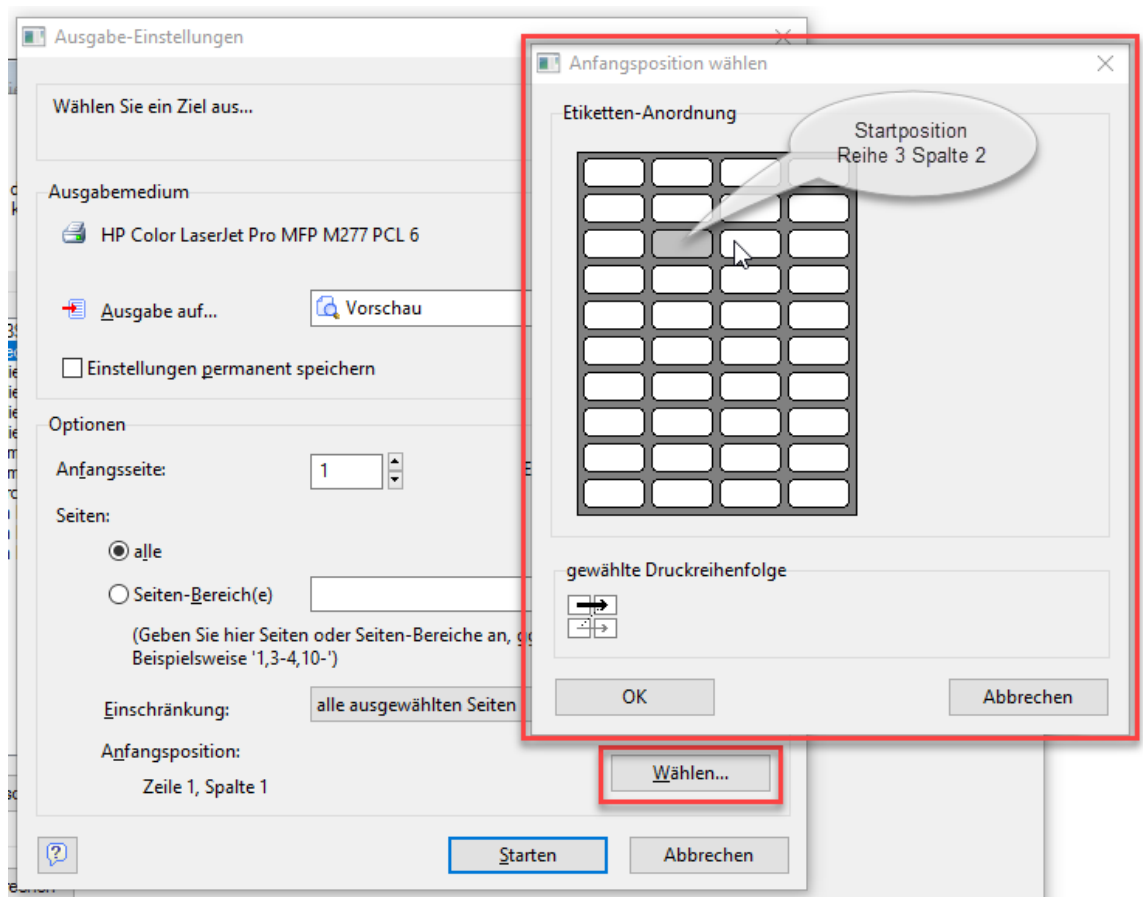 Ausgabe-Einstellungen
Wählen Sie ein Ziel aus...
Ausgabemedium
HP Color LaserJet Pro MFP M277 PCL 6
Ausgabe auf...
Vorschau
Einstellungen permanent speichern
Optionen
Anfangsseite:
1
Seiten:
alle
Seiten-Bereich(e)
(Geben Sie hier Seiten oder Seiten-Bereiche an,
Beispielsweise '1,3-4,10-')
Einschränkung:
alle ausgewählten Seiten
Anfangsposition:
Zeile 1, Spalte 1
Wählen...
Starten
Abbrechen
Anfangsposition wählen
Etiketten-Anordnung
Startposition
Reihe 3 Spalte 2
gewählte Druckreihenfolge
OK
Abbrechen